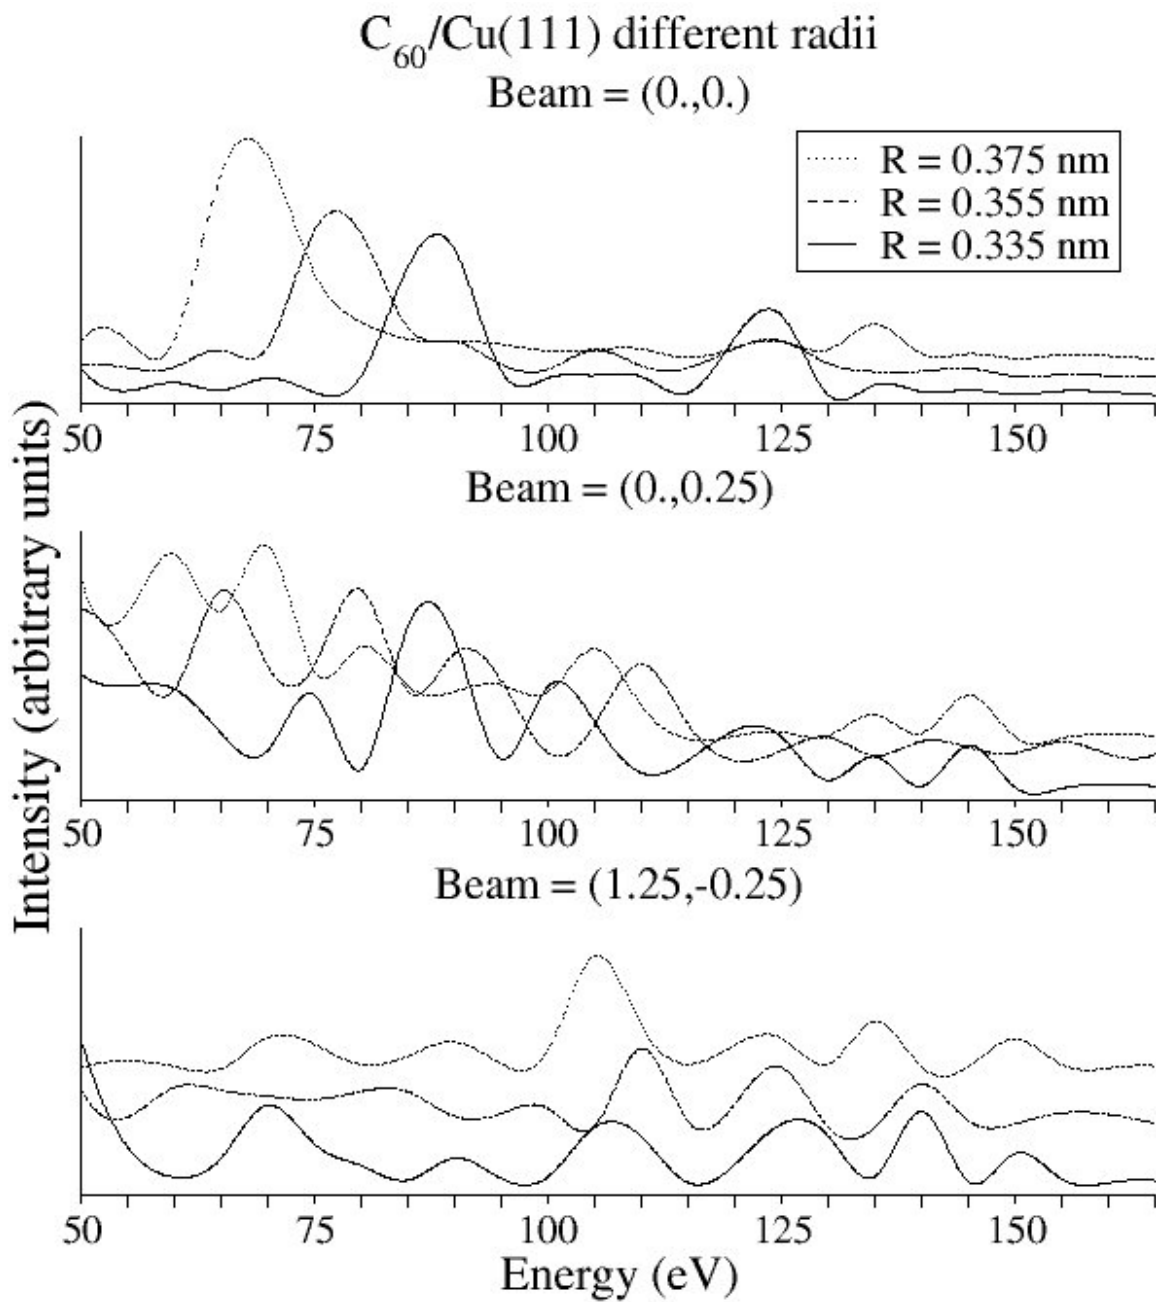 C60/Cu(111) different radii
Beam = (0.,0.)
R = 0.375 nm
R = 0.355 nm
R = 0.335 nm
50 75 100 125 150
Beam = (0.,0.25)
50 75 100 125 150
Beam = (1.25,-0.25)
50 75 100 125 150
Energy (eV)
Intensity (arbitrary units)